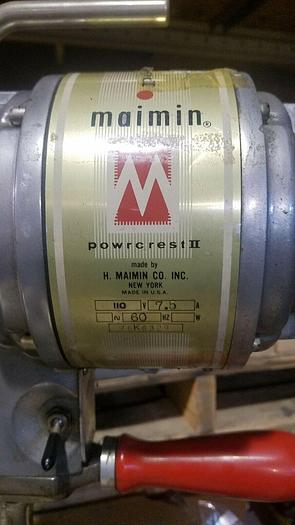 maimin®
M
powrcrest II
made by
H. MAIMIN CO. INC.
NEW YORK
MADE IN U.S.A.
110 V 7.5 A
60 HZ W